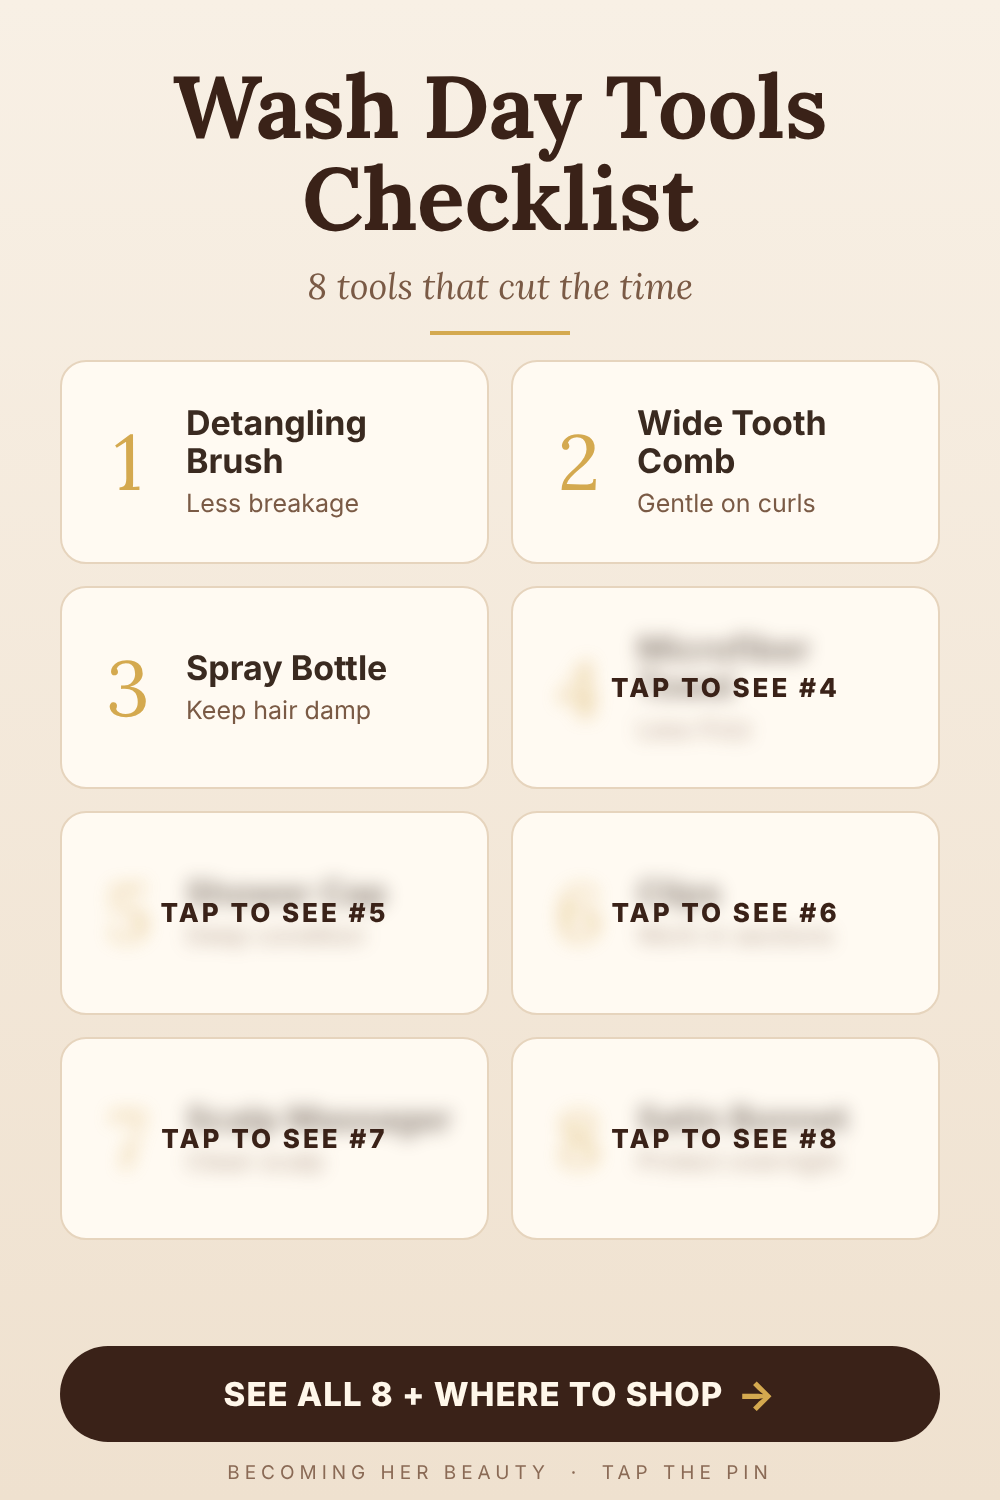 Wash Day Tools
Checklist
8 tools that cut the time
1
Detangling
Brush
Less breakage
2
Wide Tooth
Comb
Gentle on curls
3
Spray Bottle
Keep hair damp
TAP TO SEE #4
TAP TO SEE #5
TAP TO SEE #6
TAP TO SEE #7
TAP TO SEE #8
SEE ALL 8 + WHERE TO SHOP →
BECOMING HER BEAUTY · TAP THE PIN